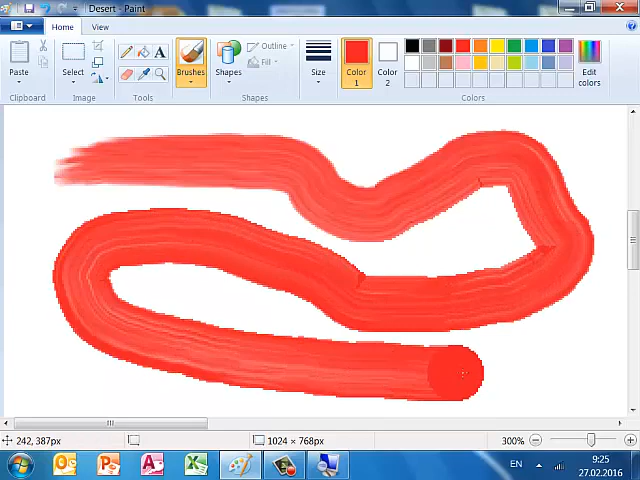 Desert - Paint
Home View
Paste
Select
Brushes
Shapes
Outline
Fill
Size
Color
1
Color
2
Edit
colors
Clipboard Image Tools Shapes Colors
242, 387px 1024 × 768px 300%
EN 9:25
27.02.2016